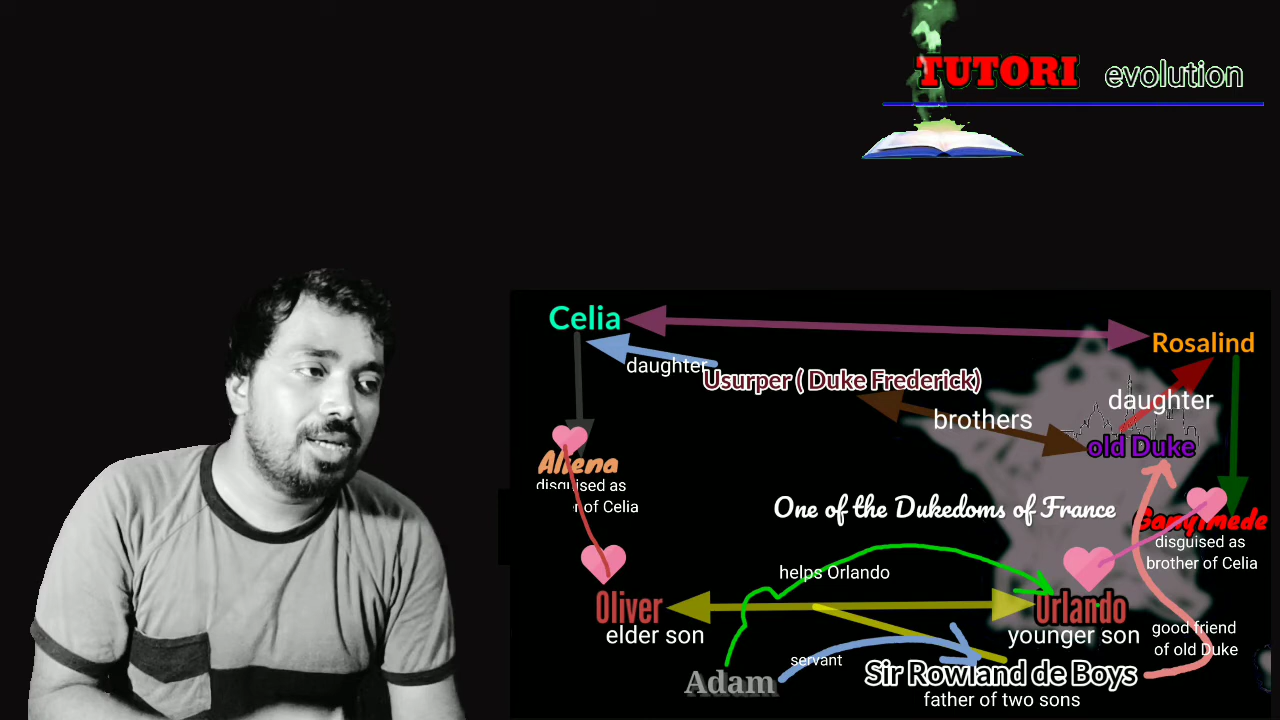 TUTORI evolution
Celia
Rosalind
daughter
Usurper ( Duke Frederick)
daughter
brothers
old Duke
Aliena
disguised as
of Celia
One of the Dukedoms of France
Ganymede
disguised as
brother of Celia
helps Orlando
Oliver
elder son
Urlando
younger son
good friend
of old Duke
servant
Adam
Sir Rowland de Boys
father of two sons